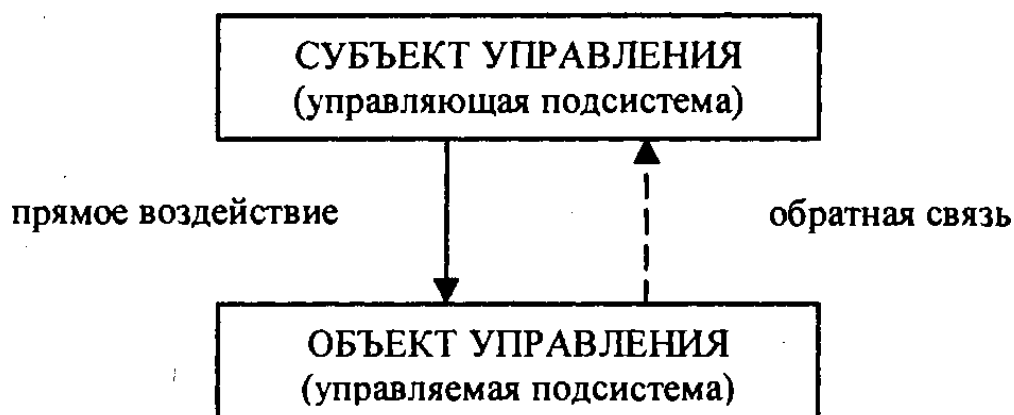 СУБЪЕКТ УПРАВЛЕНИЯ
(управляющая подсистема)
прямое воздействие
обратная связь
ОБЪЕКТ УПРАВЛЕНИЯ
(управляемая подсистема)